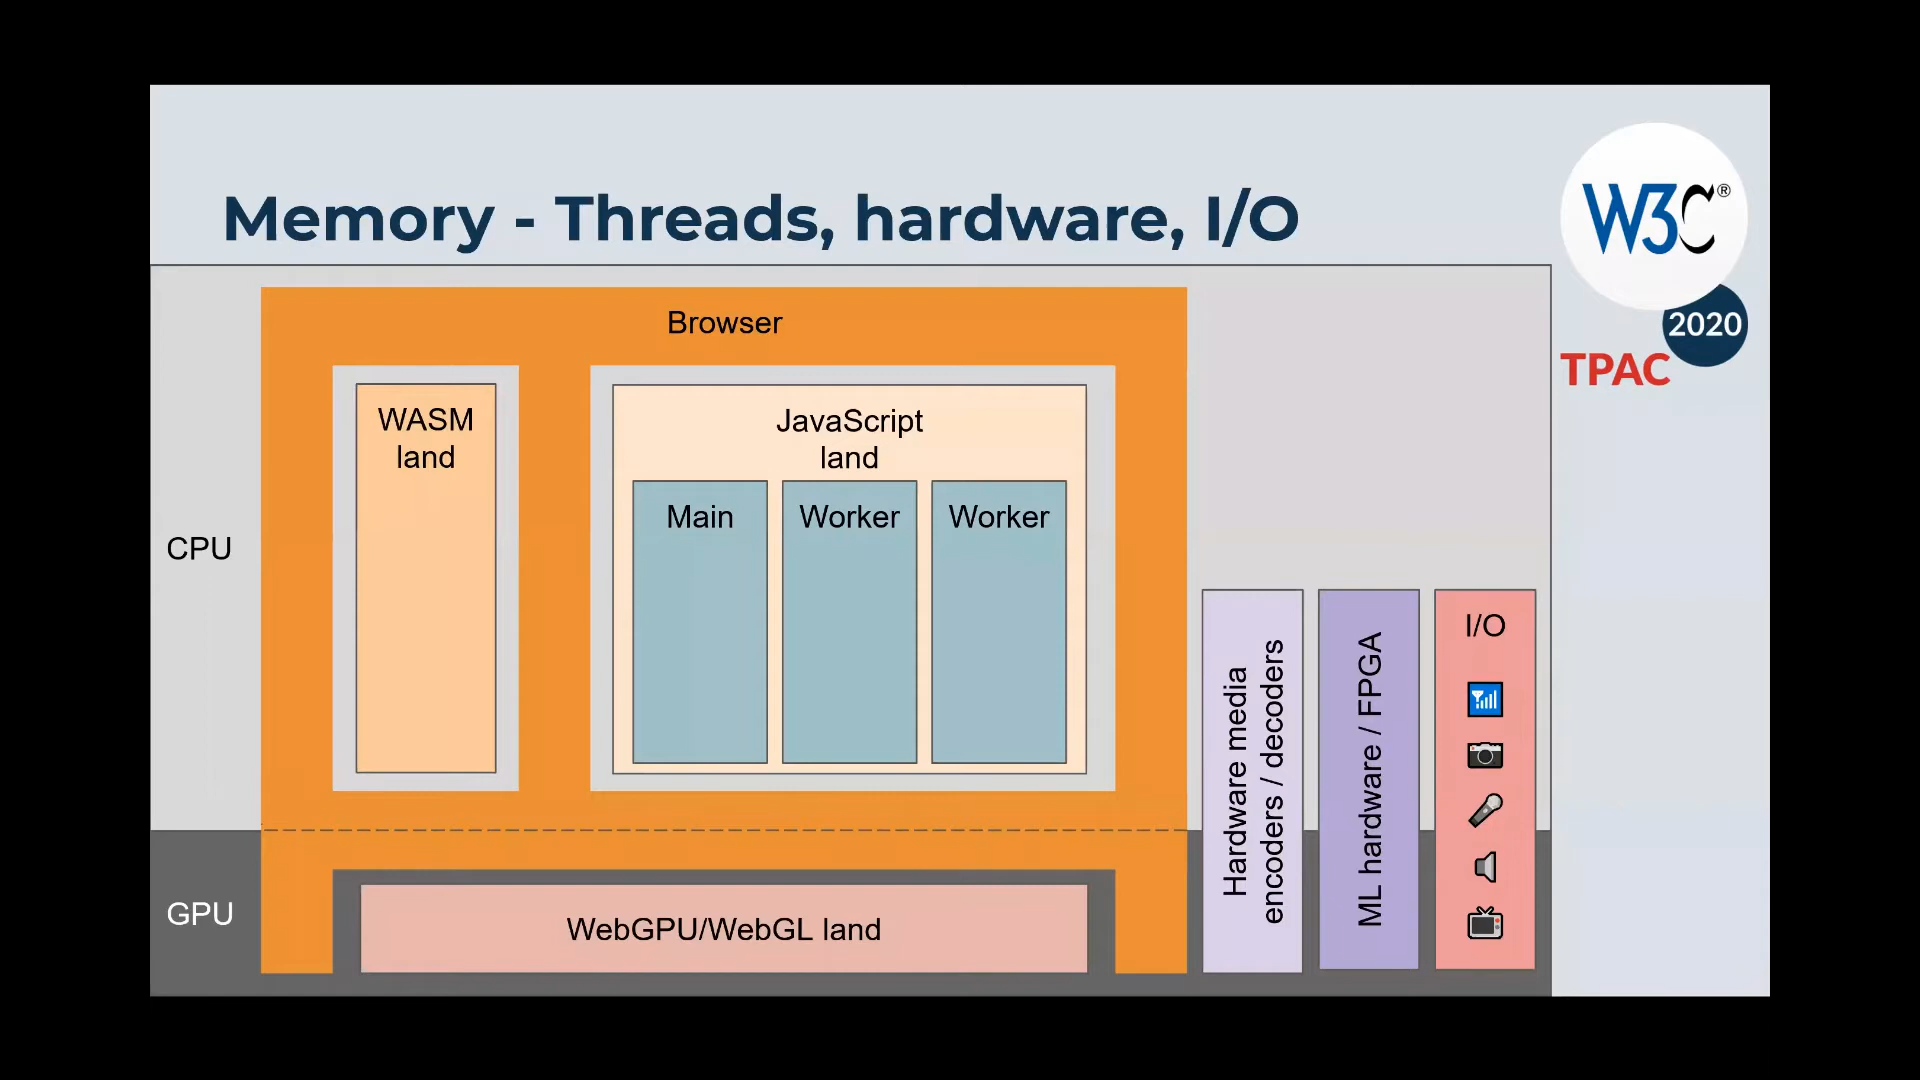 Memory - Threads, hardware, I/O
W3C®
2020
TPAC
Browser
WASM
land
JavaScript
land
Main
Worker
Worker
CPU
GPU
WebGPU/WebGL land
Hardware media
encoders / decoders
ML hardware / FPGA
I/O